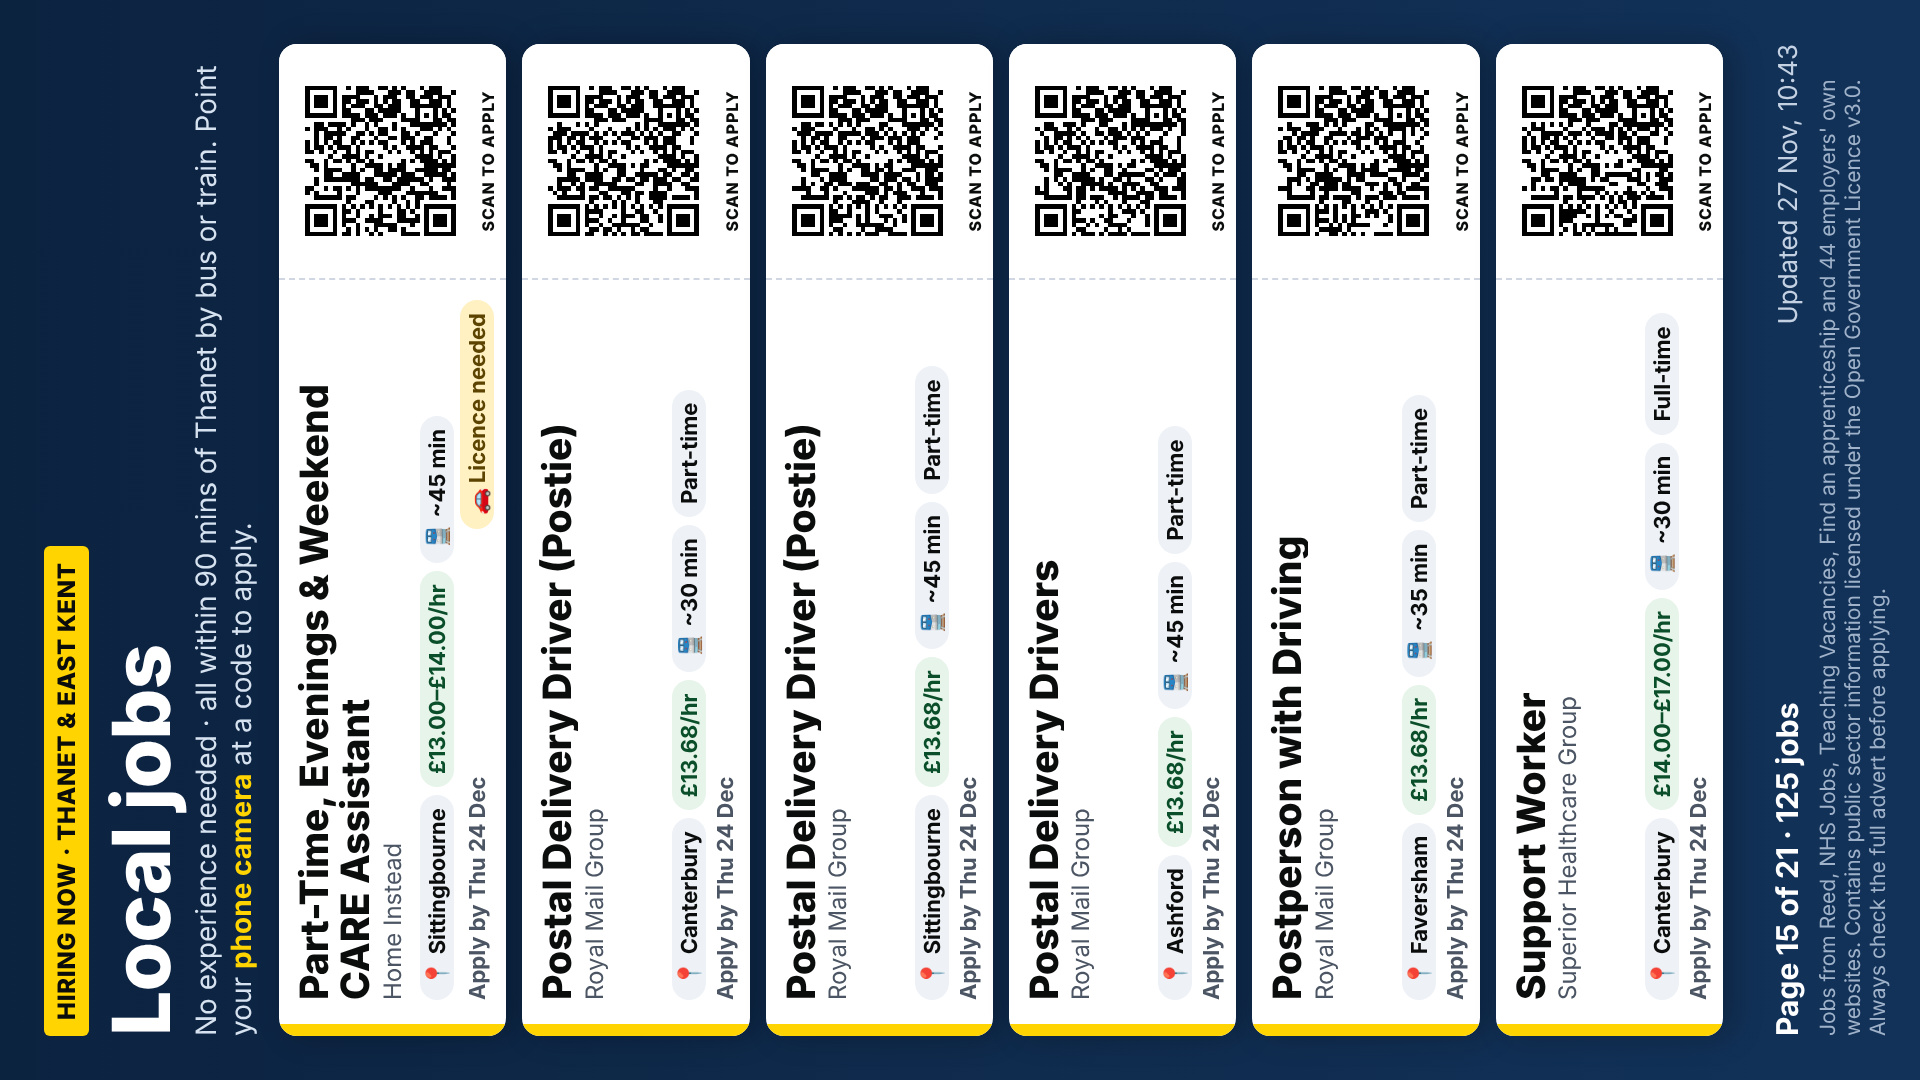 HIRING NOW · THANET & EAST KENT
Local jobs
No experience needed · all within 90 mins of Thanet by bus or train. Point
your phone camera at a code to apply.
Part-Time, Evenings & Weekend
CARE Assistant
Home Instead
📍 Sittingbourne £13.00–£14.00/hr 🚆 ~45 min
Apply by Thu 24 Dec 🚗 Licence needed
SCAN TO APPLY
Postal Delivery Driver (Postie)
Royal Mail Group
📍 Canterbury £13.68/hr 🚆 ~30 min Part-time
Apply by Thu 24 Dec
SCAN TO APPLY
Postal Delivery Driver (Postie)
Royal Mail Group
📍 Sittingbourne £13.68/hr 🚆 ~45 min Part-time
Apply by Thu 24 Dec
SCAN TO APPLY
Postal Delivery Drivers
Royal Mail Group
📍 Ashford £13.68/hr 🚆 ~45 min Part-time
Apply by Thu 24 Dec
SCAN TO APPLY
Postperson with Driving
Royal Mail Group
📍 Faversham £13.68/hr 🚆 ~35 min Part-time
Apply by Thu 24 Dec
SCAN TO APPLY
Support Worker
Superior Healthcare Group
📍 Canterbury £14.00–£17.00/hr 🚆 ~30 min Full-time
Apply by Thu 24 Dec
SCAN TO APPLY
Page 15 of 21 · 125 jobs
Updated 27 Nov, 10:43
Jobs from Reed, NHS Jobs, Teaching Vacancies, Find an apprenticeship and 44 employers' own
websites. Contains public sector information licensed under the Open Government Licence v3.0.
Always check the full advert before applying.